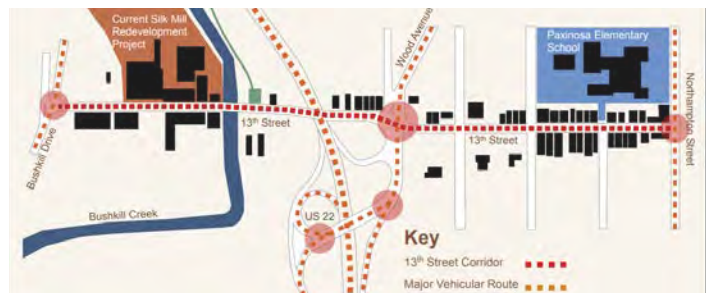 Current Silk Mill
Redevelopment
Project
Wood Avenue
Paxinosa Elementary
School
Northampton Street
13th Street
13th Street
Bushkill Drive
Bushkill Creek
US 22
Key
13th Street Corridor
Major Vehicular Route